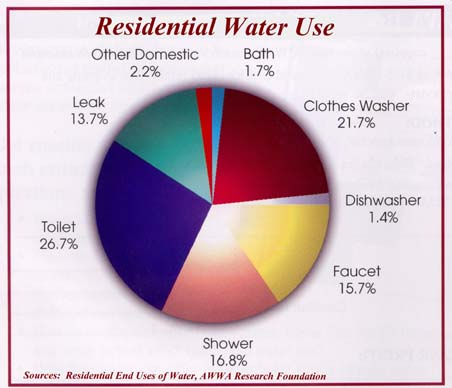 Residential Water Use
Other Domestic
2.2%
Bath
1.7%
Leak
13.7%
Clothes Washer
21.7%
Dishwasher
1.4%
Toilet
26.7%
Faucet
15.7%
Shower
16.8%
Sources:  Residential End Uses of Water, AWWA Research Foundation